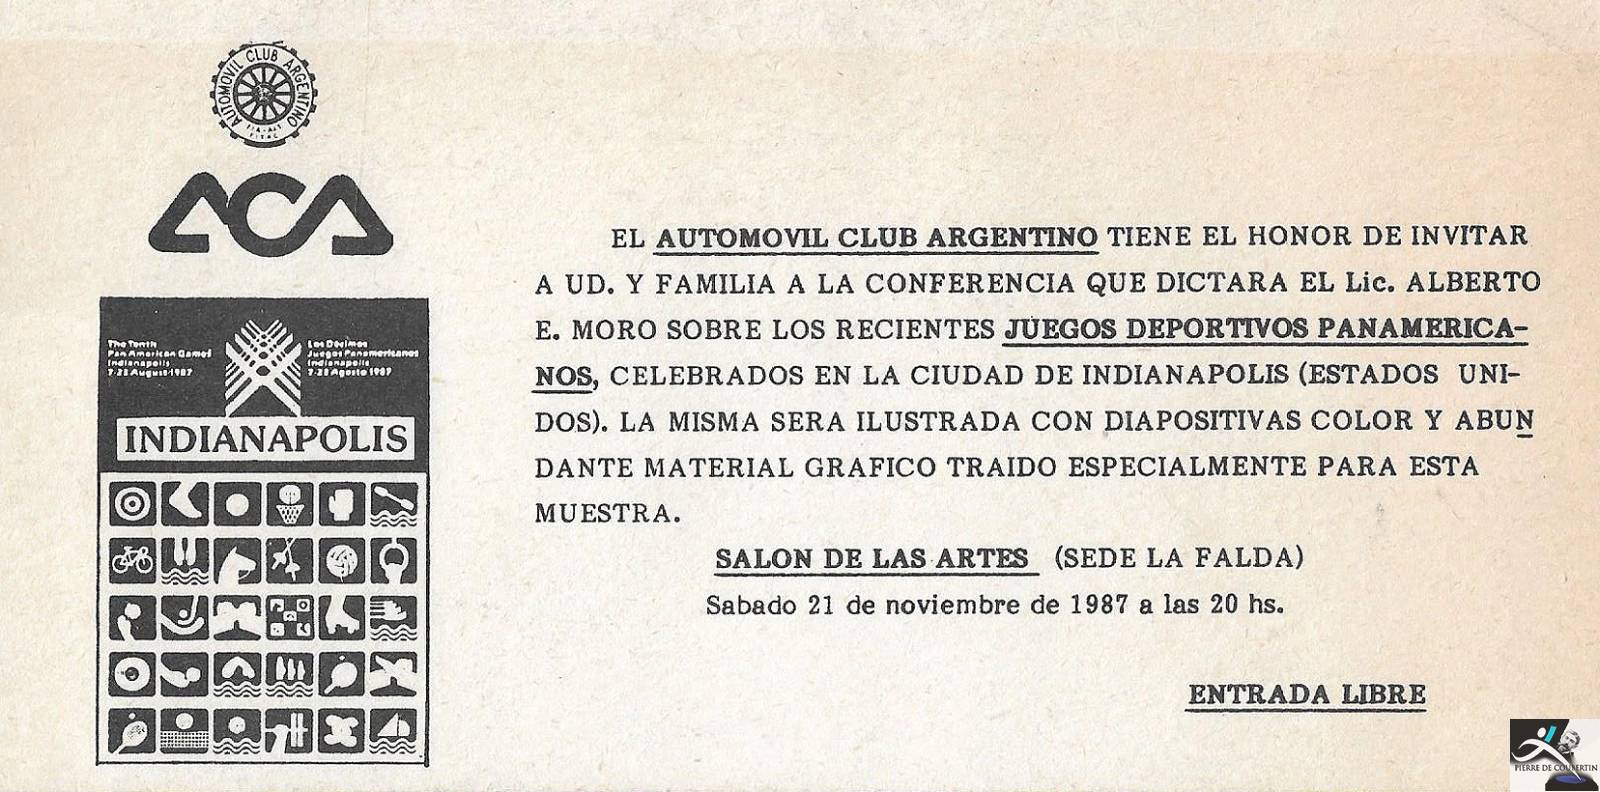 AUTOMOVIL CLUB ARGENTINO
ACA
The Tenth
Pan American Games
Indianapolis
7-23 August 1987
Los Décimos
Juegos Panamericanos
Indianapolis
7-23 Agosto 1987
INDIANAPOLIS
EL AUTOMOVIL CLUB ARGENTINO TIENE EL HONOR DE INVITAR
A UD. Y FAMILIA A LA CONFERENCIA QUE DICTARA EL Lic. ALBERTO
E. MORO SOBRE LOS RECIENTES JUEGOS DEPORTIVOS PANAMERICA-
NOS, CELEBRADOS EN LA CIUDAD DE INDIANAPOLIS (ESTADOS UNI-
DOS). LA MISMA SERA ILUSTRADA CON DIAPOSITIVAS COLOR Y ABUN
DANTE MATERIAL GRAFICO TRAIDO ESPECIALMENTE PARA ESTA
MUESTRA.
SALON DE LAS ARTES (SEDE LA FALDA)
Sabado 21 de noviembre de 1987 a las 20 hs.
ENTRADA LIBRE
PIERRE DE COUBERTIN